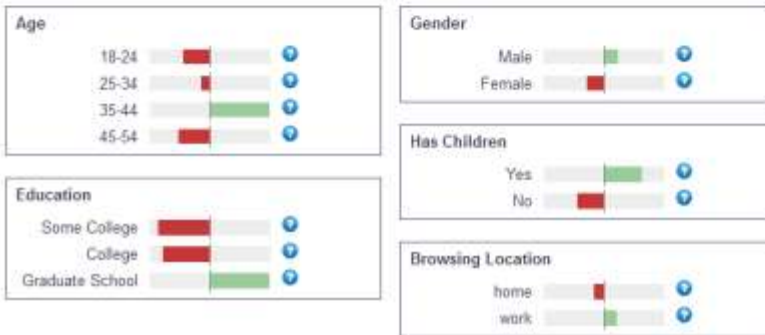 Age
18-24
25-34
35-44
45-54
Education
Some College
College
Graduate School
Gender
Male
Female
Has Children
Yes
No
Browsing Location
home
work